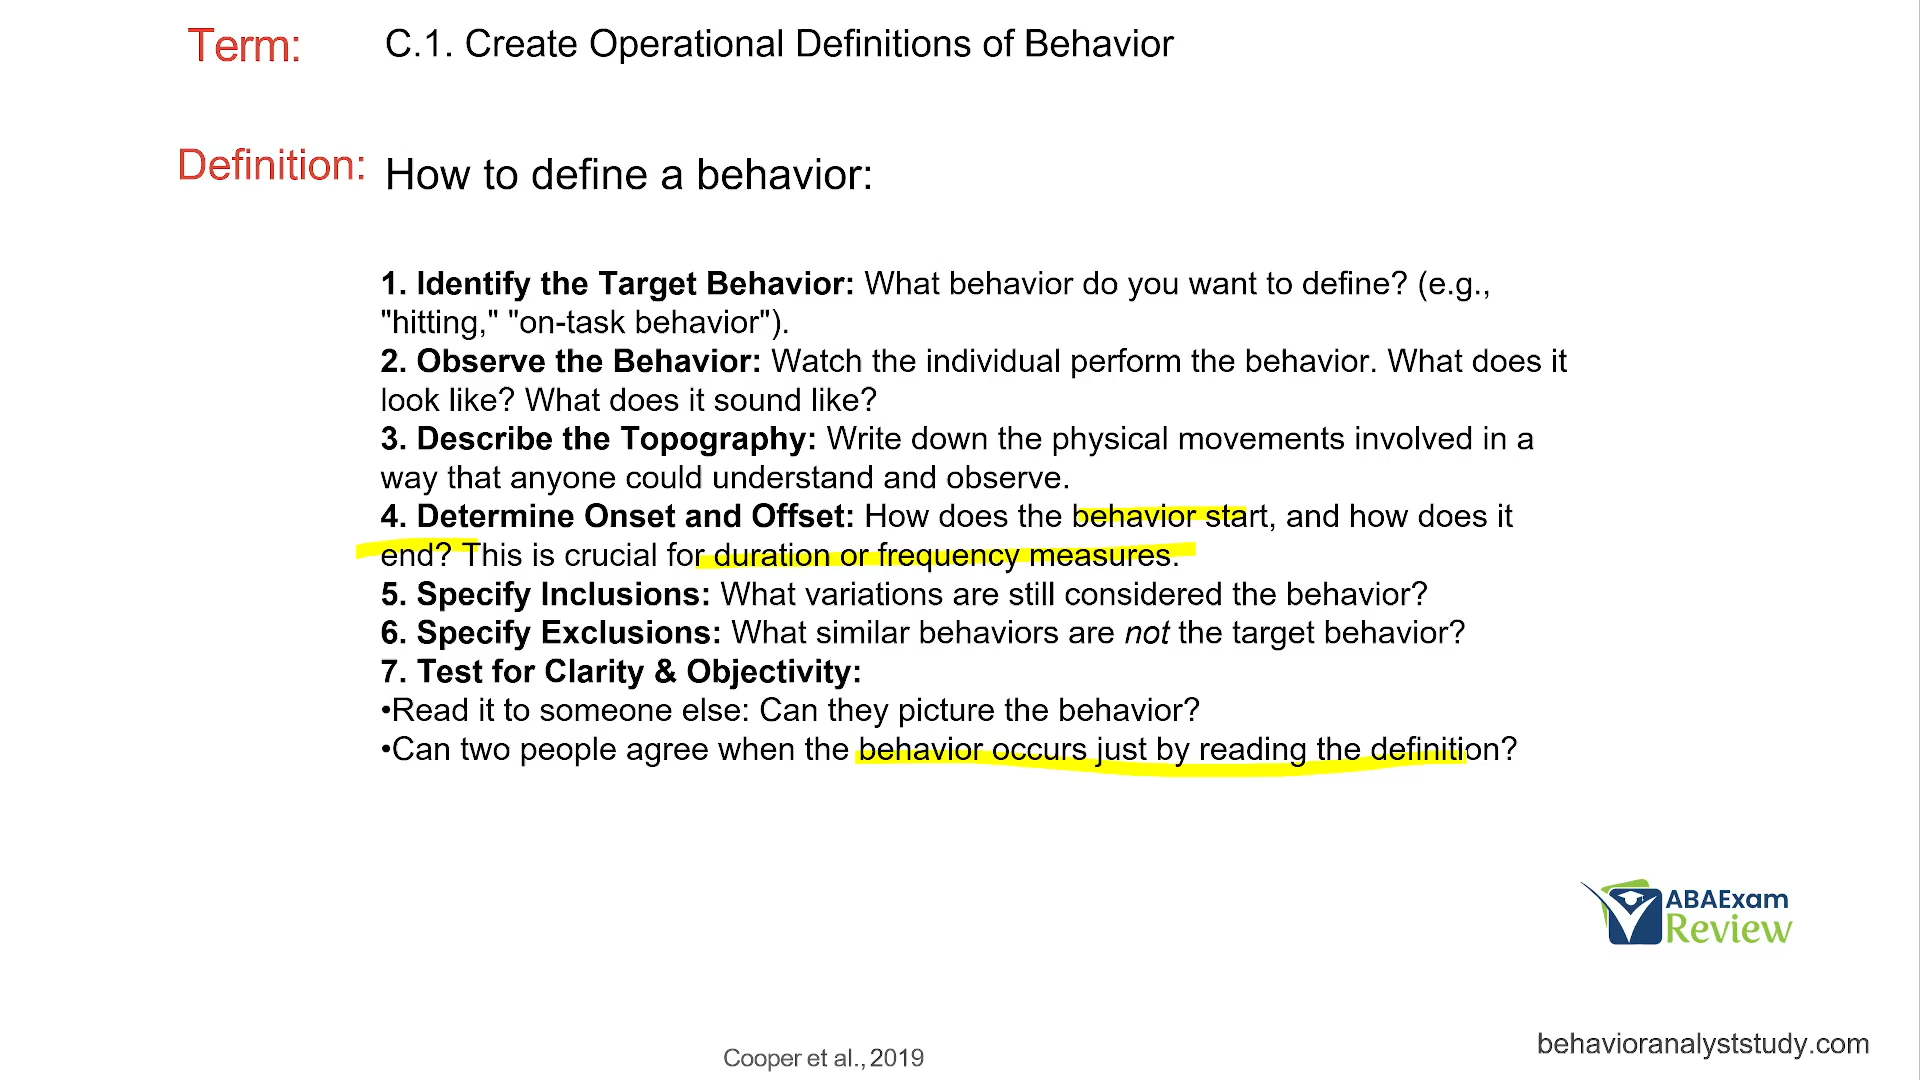 Term:
C.1. Create Operational Definitions of Behavior
Definition:
How to define a behavior:
1. Identify the Target Behavior: What behavior do you want to define? (e.g.,
"hitting," "on-task behavior").
2. Observe the Behavior: Watch the individual perform the behavior. What does it
look like? What does it sound like?
3. Describe the Topography: Write down the physical movements involved in a
way that anyone could understand and observe.
4. Determine Onset and Offset: How does the behavior start, and how does it
end? This is crucial for duration or frequency measures.
5. Specify Inclusions: What variations are still considered the behavior?
6. Specify Exclusions: What similar behaviors are not the target behavior?
7. Test for Clarity & Objectivity:
•Read it to someone else: Can they picture the behavior?
•Can two people agree when the behavior occurs just by reading the definition?
ABAExam
Review
behavioranalyststudy.com
Cooper et al., 2019